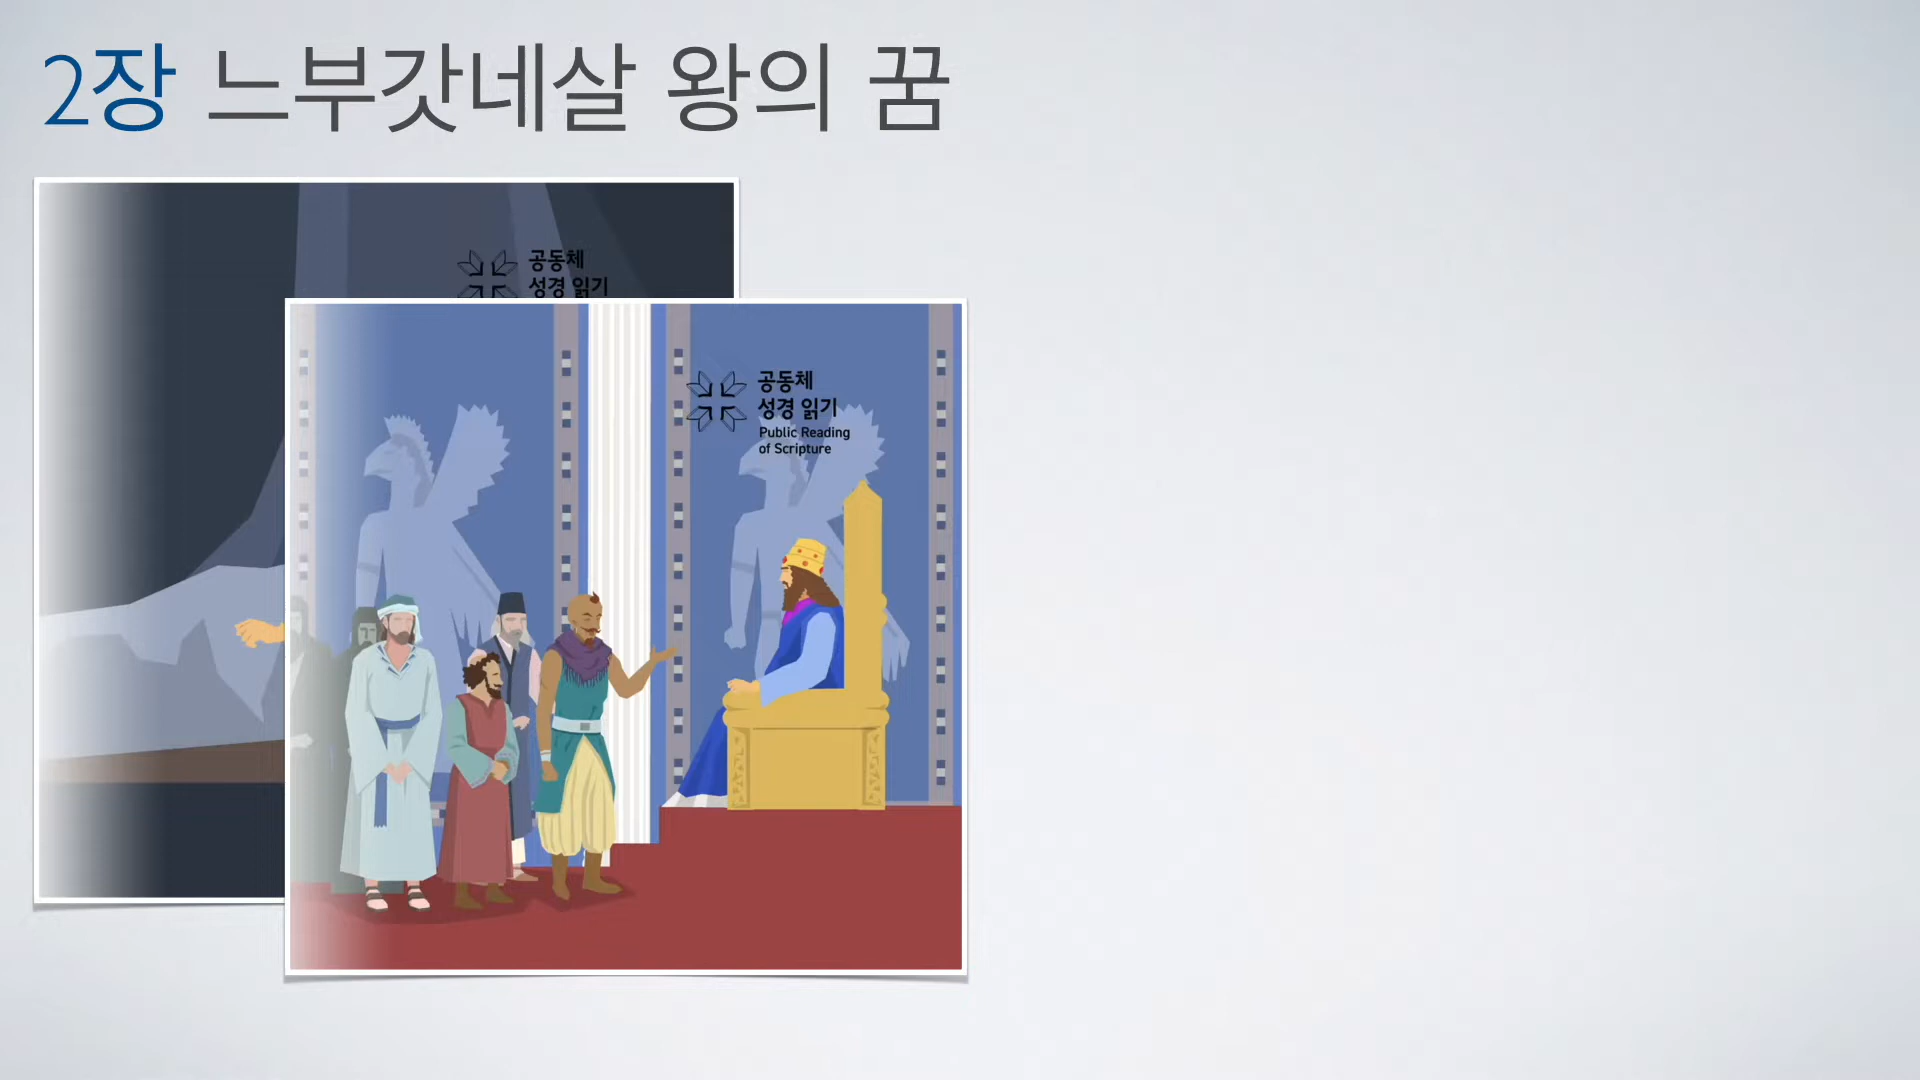 2장 느부갓네살 왕의 꿈
공동체
성경 읽기
공동체
성경 읽기
Public Reading
of Scripture